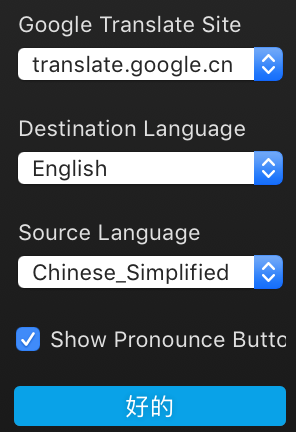 Google Translate Site
translate.google.cn
Destination Language
English
Source Language
Chinese_Simplified
Show Pronounce Butto
好的